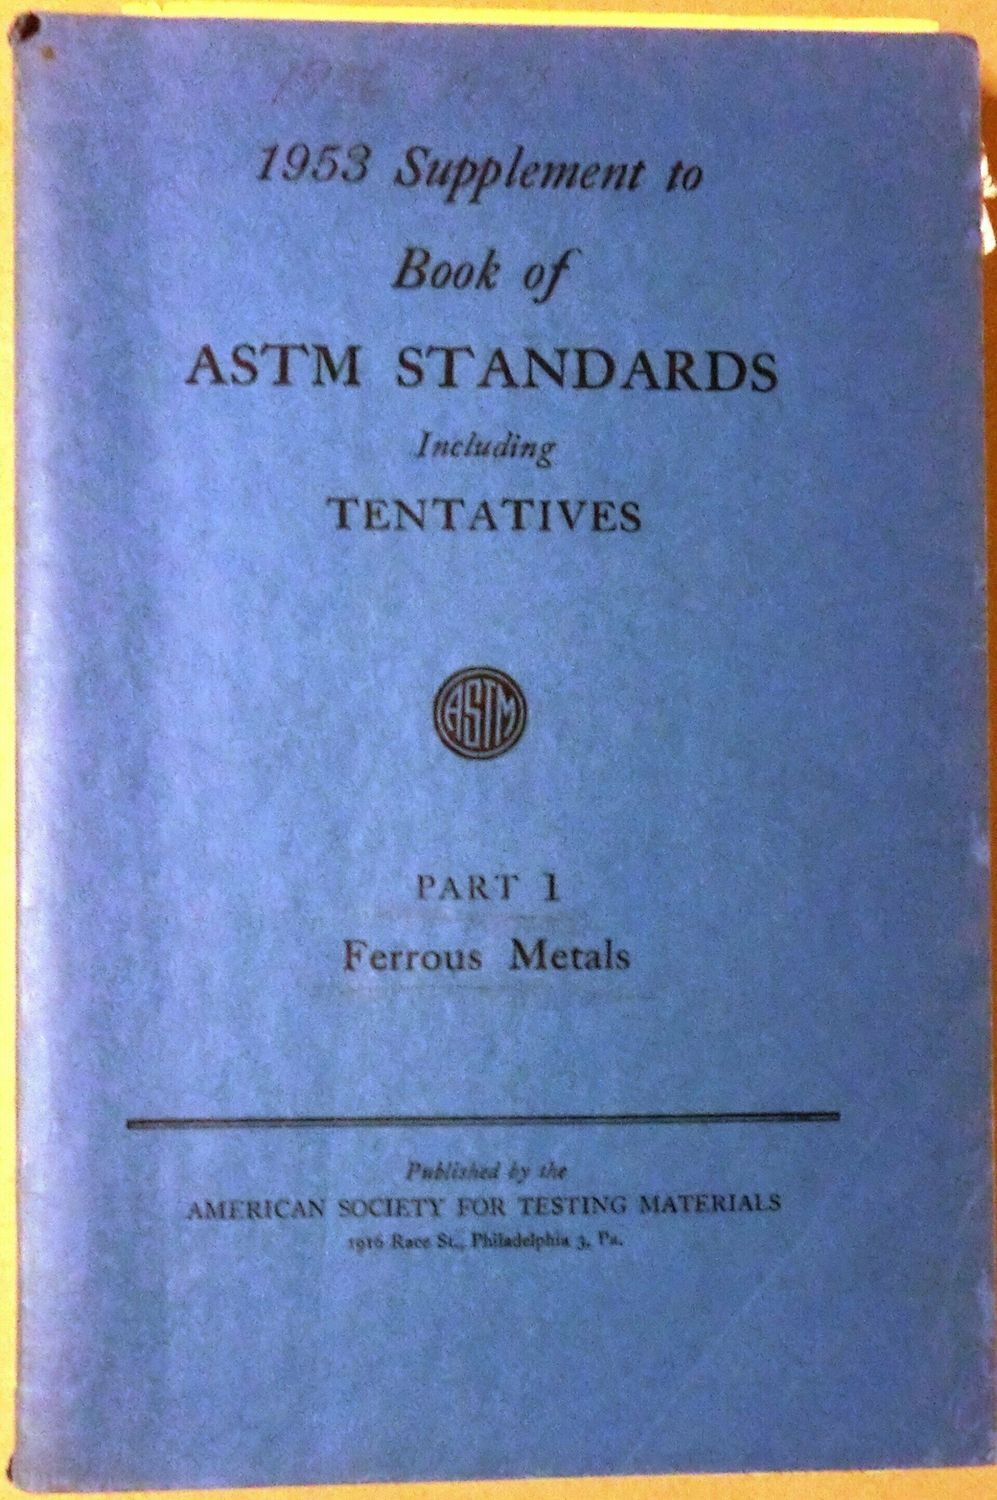 1953 Supplement to
Book of
ASTM STANDARDS
Including
TENTATIVES
ASTM
PART 1
Ferrous Metals
Published by the
AMERICAN SOCIETY FOR TESTING MATERIALS
1916 Race St., Philadelphia 3, Pa.